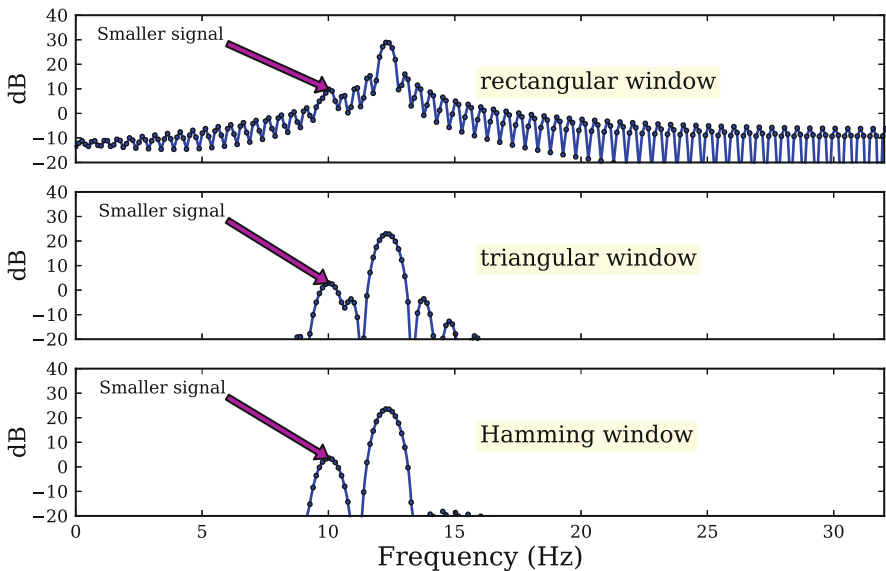 40
30
20
10
0
−10
−20
dB
Smaller signal
rectangular window
40
30
20
10
0
−10
−20
dB
Smaller signal
triangular window
40
30
20
10
0
−10
−20
dB
Smaller signal
Hamming window
0 5 10 15 20 25 30
Frequency (Hz)